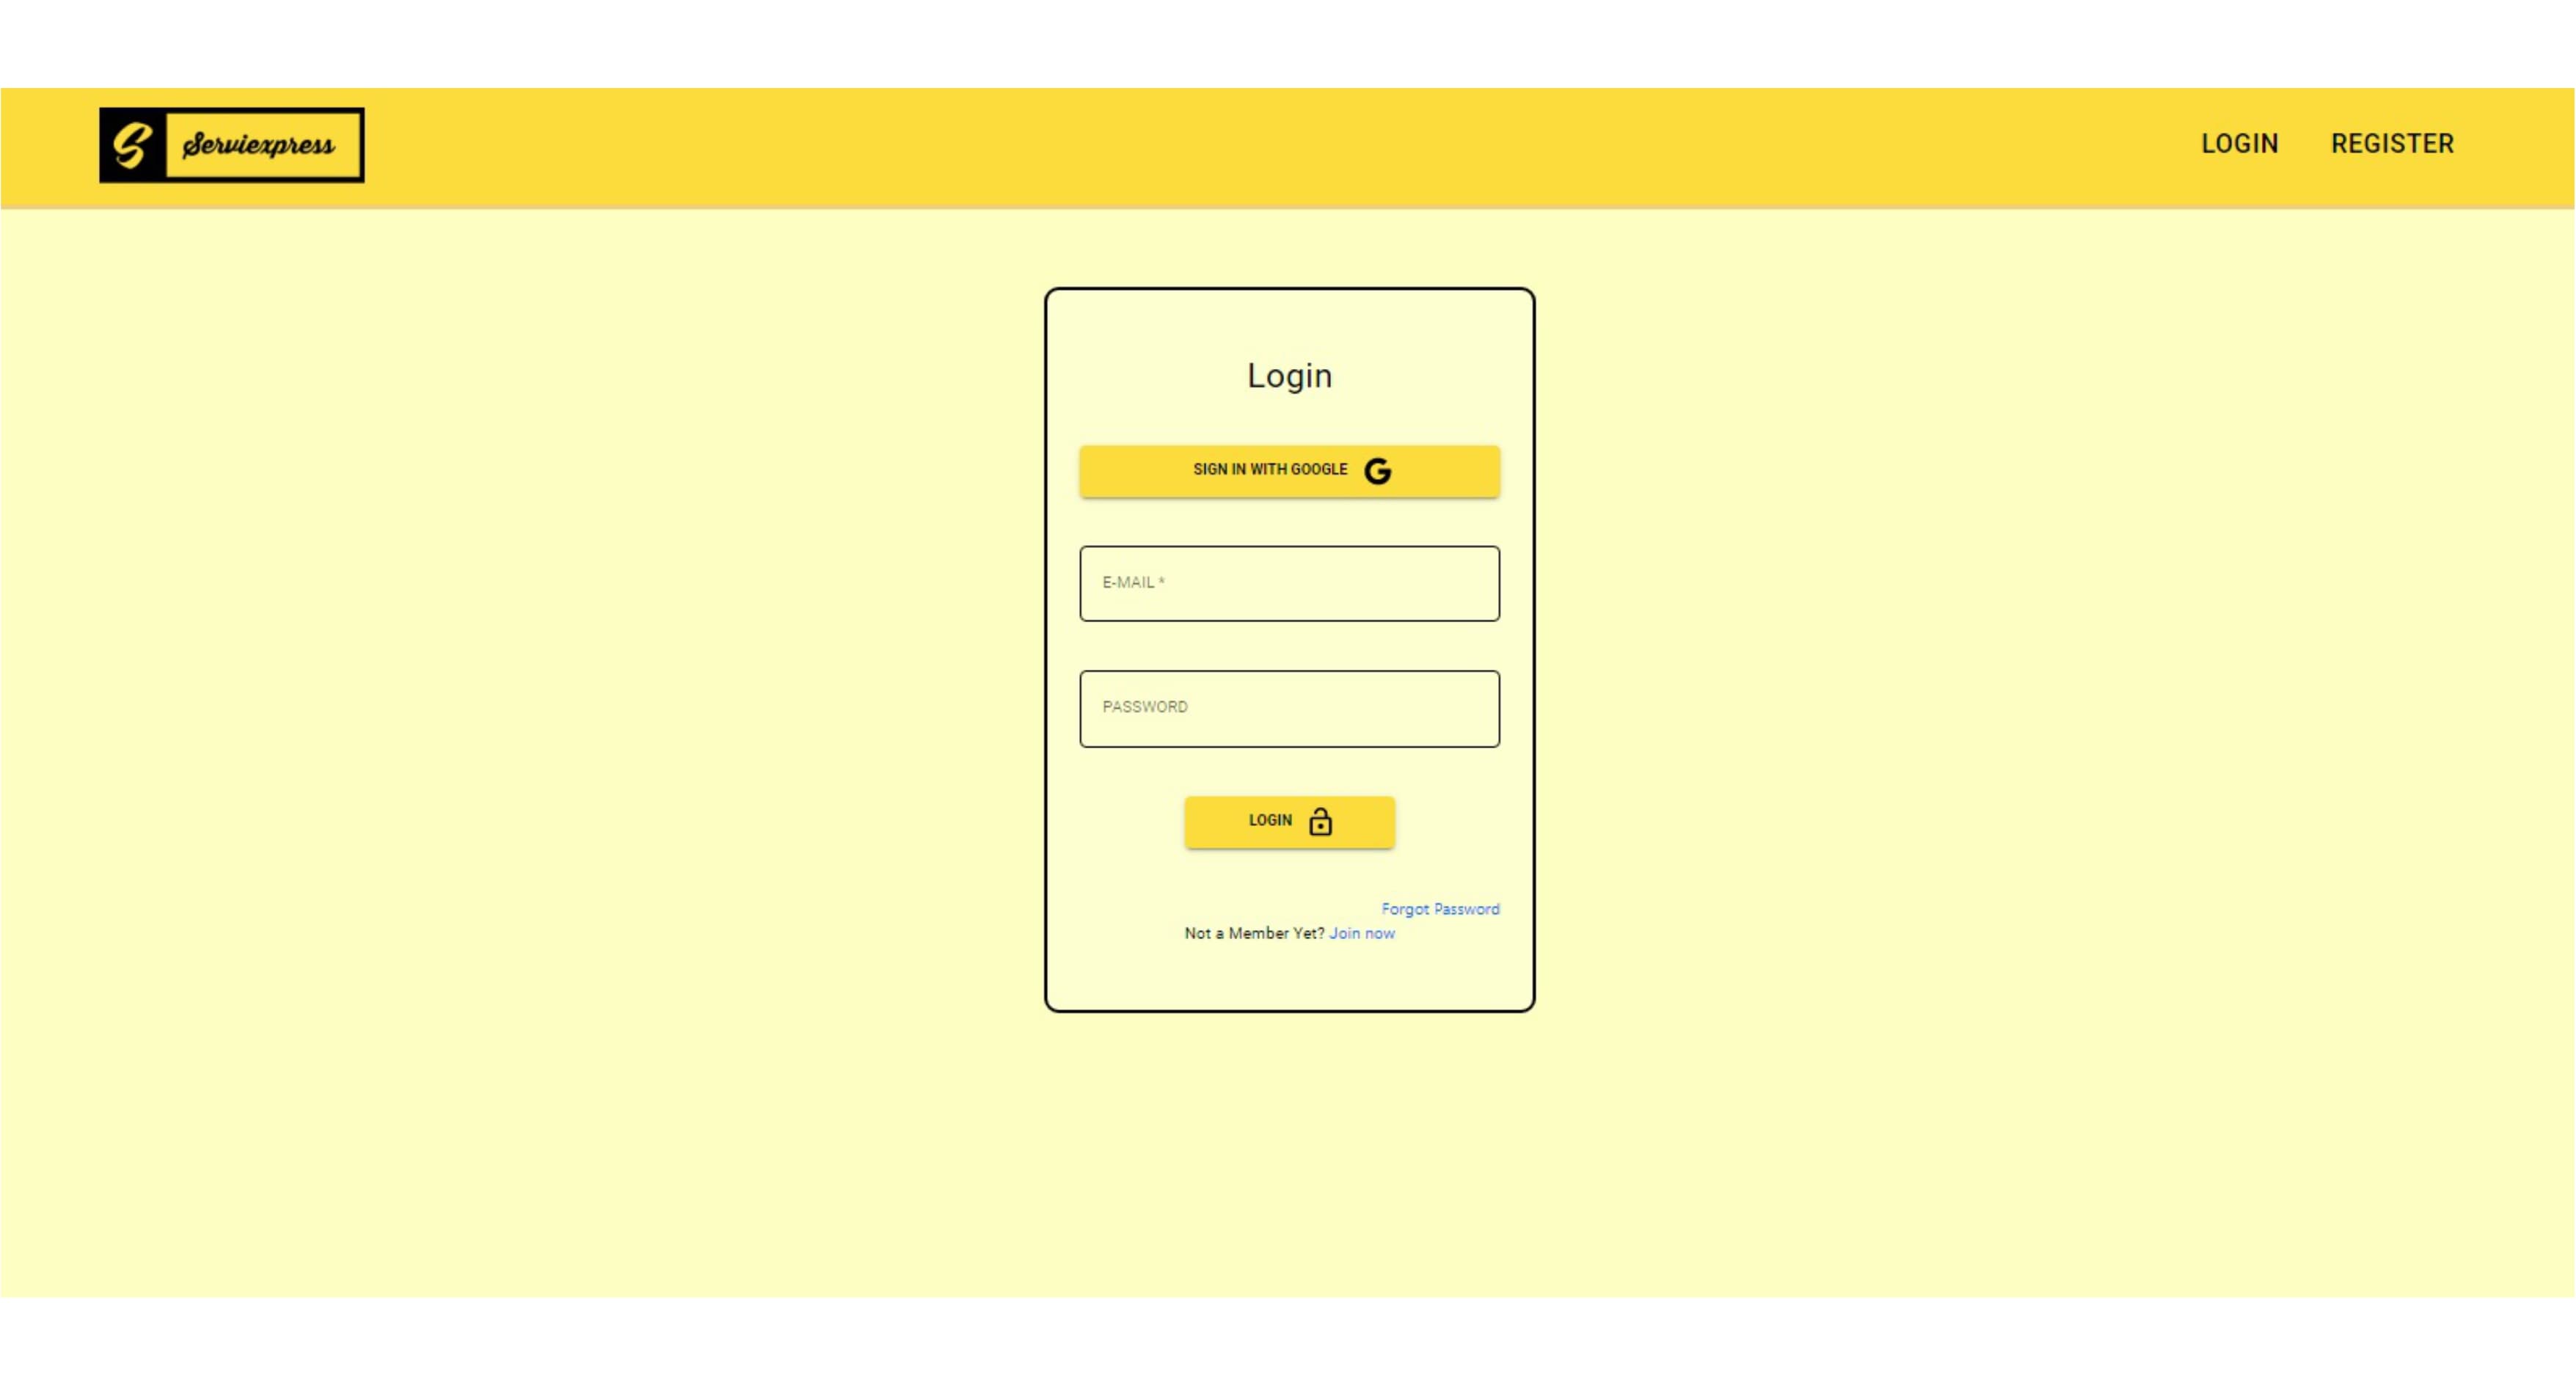 S Serviexpress
LOGIN REGISTER
Login
SIGN IN WITH GOOGLE G
E-MAIL *
PASSWORD
LOGIN
Forgot Password
Not a Member Yet? Join now